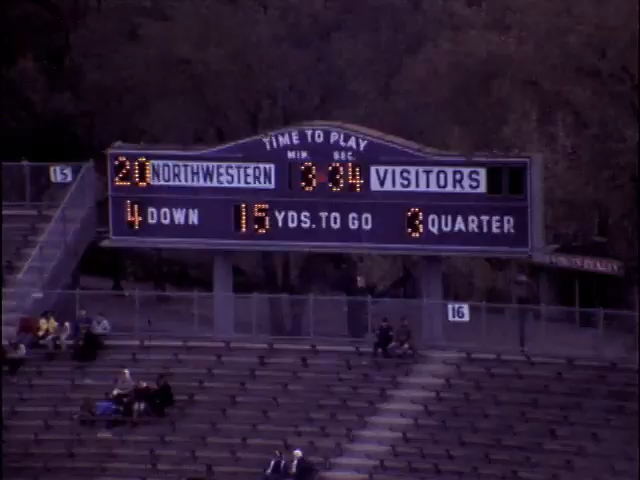 15
TIME TO PLAY
MIN. SEC.
20 NORTHWESTERN 3 34 VISITORS
4 DOWN 15 YDS. TO GO 3 QUARTER
16